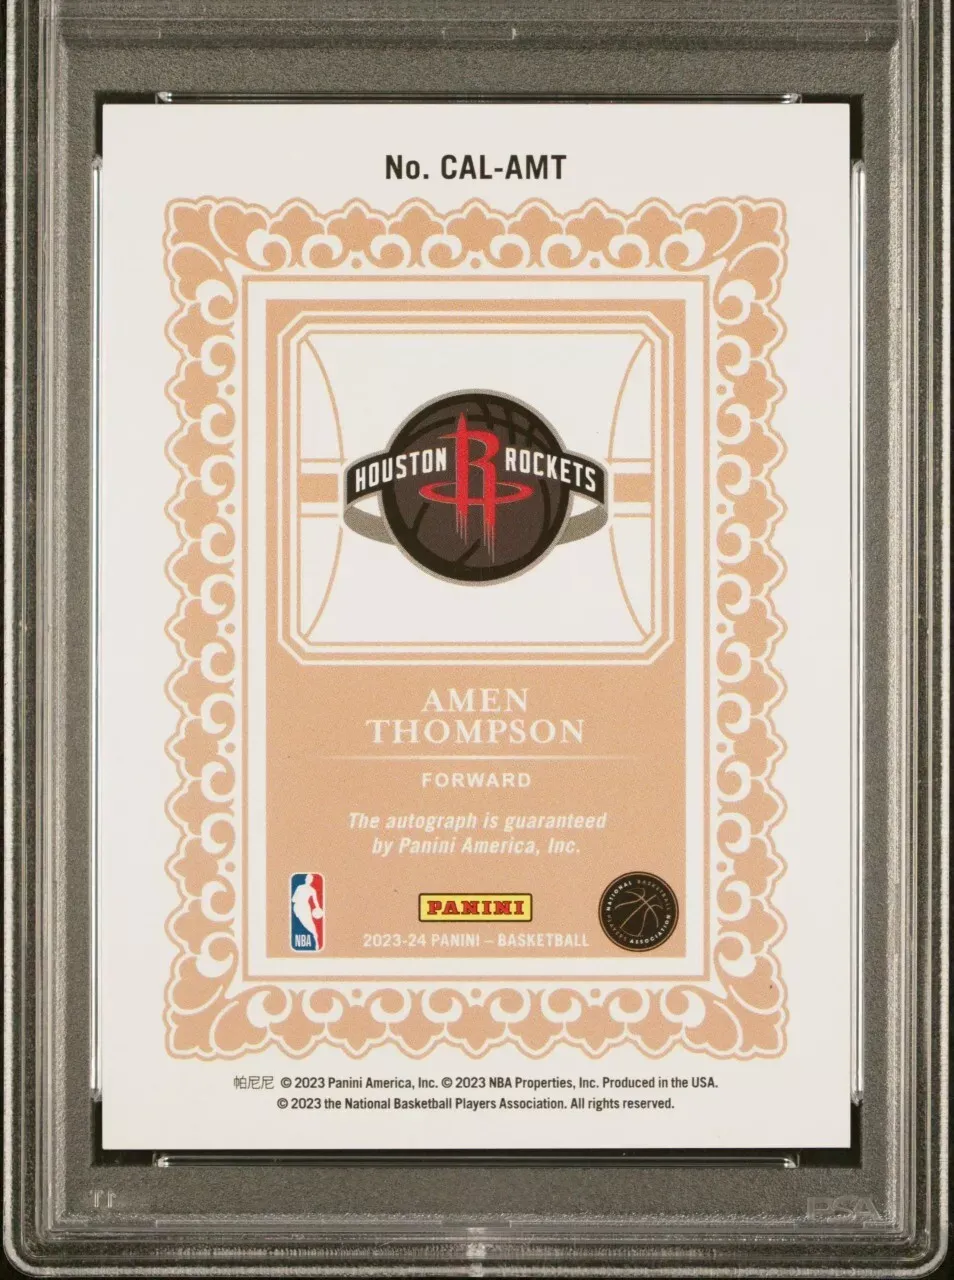 No. CAL-AMT
HOUSTON ROCKETS
AMEN
THOMPSON
FORWARD
The autograph is guaranteed
by Panini America, Inc.
NBA
PANINI
NATIONAL BASKETBALL PLAYERS ASSOCIATION
2023-24 PANINI – BASKETBALL
帕尼尼 © 2023 Panini America, Inc. © 2023 NBA Properties, Inc. Produced in the USA.
© 2023 the National Basketball Players Association. All rights reserved.
PSA